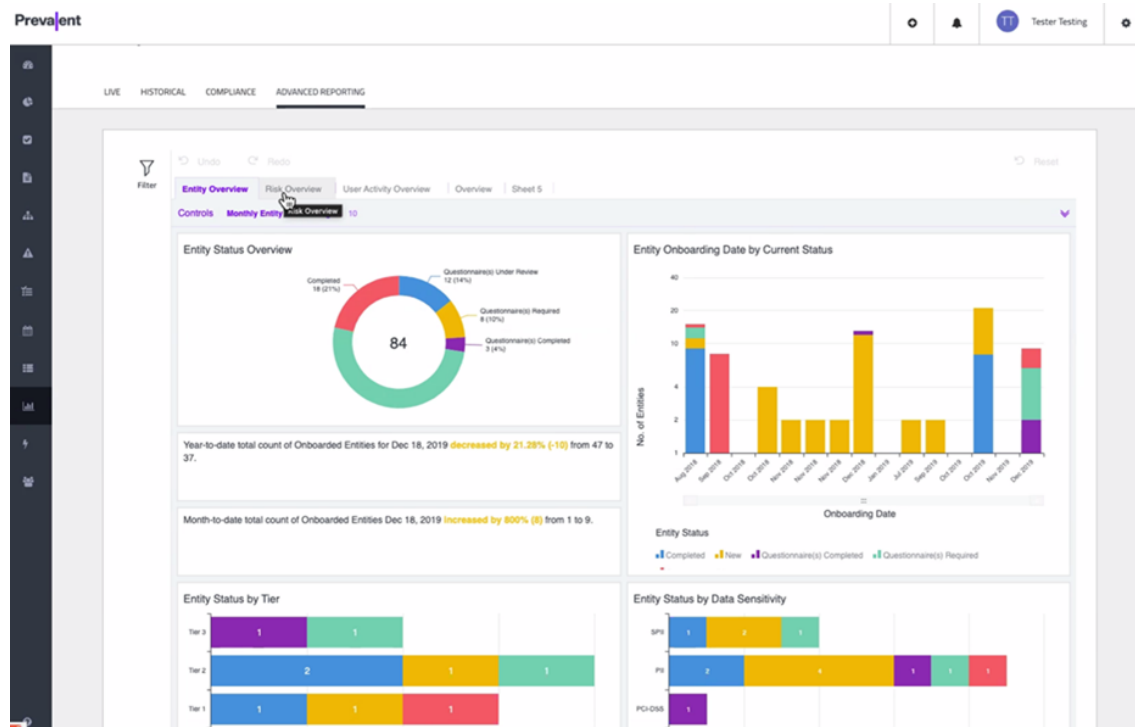 Prevalent
TT
Tester Testing
LIVE
HISTORICAL
COMPLIANCE
ADVANCED REPORTING
Filter
Undo
Redo
Reset
Entity Overview
Risk Overview
User Activity Overview
Overview
Sheet 5
Controls
Monthly Entity
Risk Overview
10
Entity Status Overview
Completed
18 (21%)
Questionnaire(s) Under Review
12 (14%)
Questionnaire(s) Required
8 (10%)
Questionnaire(s) Completed
3 (4%)
84
Year-to-date total count of Onboarded Entities for Dec 18, 2019 decreased by 21.28% (-10) from 47 to
37.
Month-to-date total count of Onboarded Entities Dec 18, 2019 increased by 800% (8) from 1 to 9.
Entity Onboarding Date by Current Status
No. of Entities
40
20
10
4
2
1
Aug 2018
Sep 2018
Oct 2018
Oct 2018
Nov 2018
Nov 2018
Nov 2018
Dec 2018
Jan 2019
Jul 2019
Sep 2019
Oct 2019
Oct 2019
Nov 2019
Dec 2019
Onboarding Date
Entity Status
Completed
New
Questionnaire(s) Completed
Questionnaire(s) Required
Entity Status by Tier
Tier 3
1
1
Tier 2
2
1
1
Tier 1
1
1
1
Entity Status by Data Sensitivity
SPII
1
2
1
PII
2
1
1
1
PCI-DSS
1